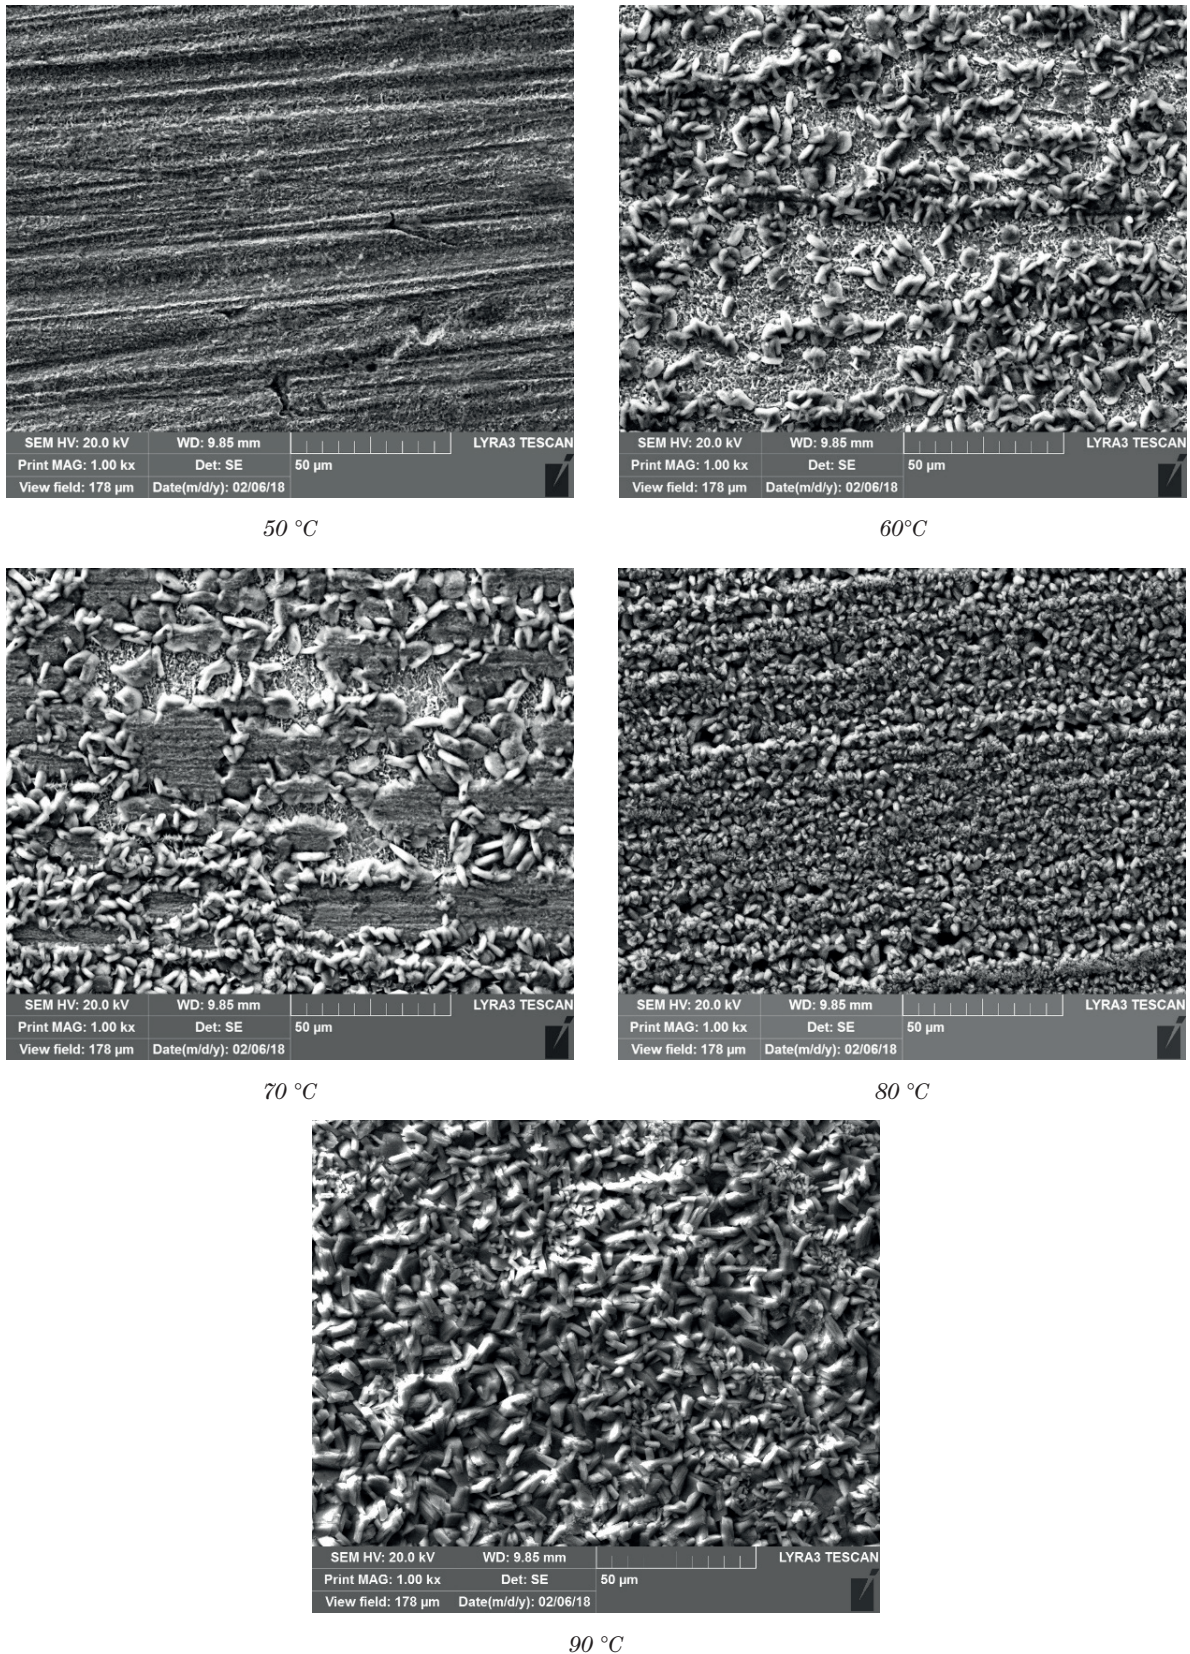 SEM HV: 20.0 kV WD: 9.85 mm LYRA3 TESCAN
Print MAG: 1.00 kx Det: SE 50 µm
View field: 178 µm Date(m/d/y): 02/06/18
50 °C
SEM HV: 20.0 kV WD: 9.85 mm LYRA3 TESCAN
Print MAG: 1.00 kx Det: SE 50 µm
View field: 178 µm Date(m/d/y): 02/06/18
60°C
SEM HV: 20.0 kV WD: 9.85 mm LYRA3 TESCAN
Print MAG: 1.00 kx Det: SE 50 µm
View field: 178 µm Date(m/d/y): 02/06/18
70 °C
SEM HV: 20.0 kV WD: 9.85 mm LYRA3 TESCAN
Print MAG: 1.00 kx Det: SE 50 µm
View field: 178 µm Date(m/d/y): 02/06/18
80 °C
SEM HV: 20.0 kV WD: 9.85 mm LYRA3 TESCAN
Print MAG: 1.00 kx Det: SE 50 µm
View field: 178 µm Date(m/d/y): 02/06/18
90 °C